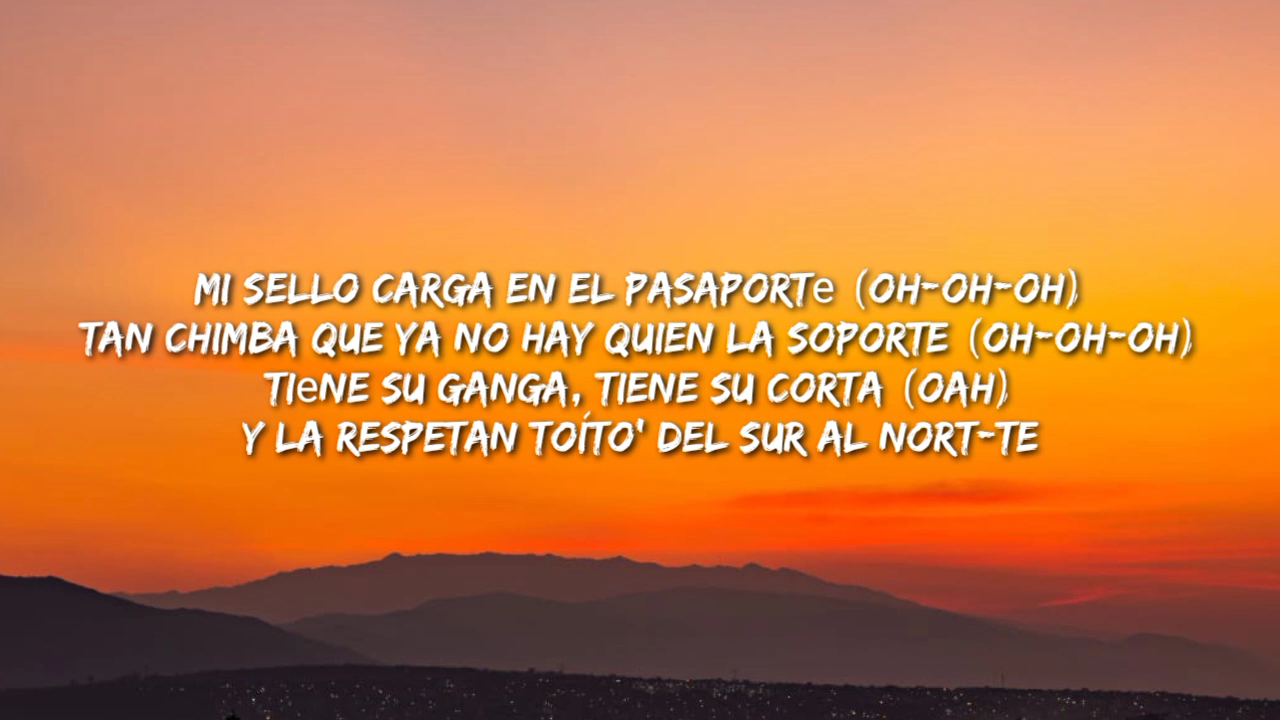 MI SELLO CARGA EN EL PASAPORTe (OH-OH-OH)
TAN CHIMBA QUE YA NO HAY QUIEN LA SOPORTE (OH-OH-OH)
TIeNE SU GANGA, TIENE SU CORTA (OAH)
Y LA RESPETAN TOÍTO' DEL SUR AL NORT-TE